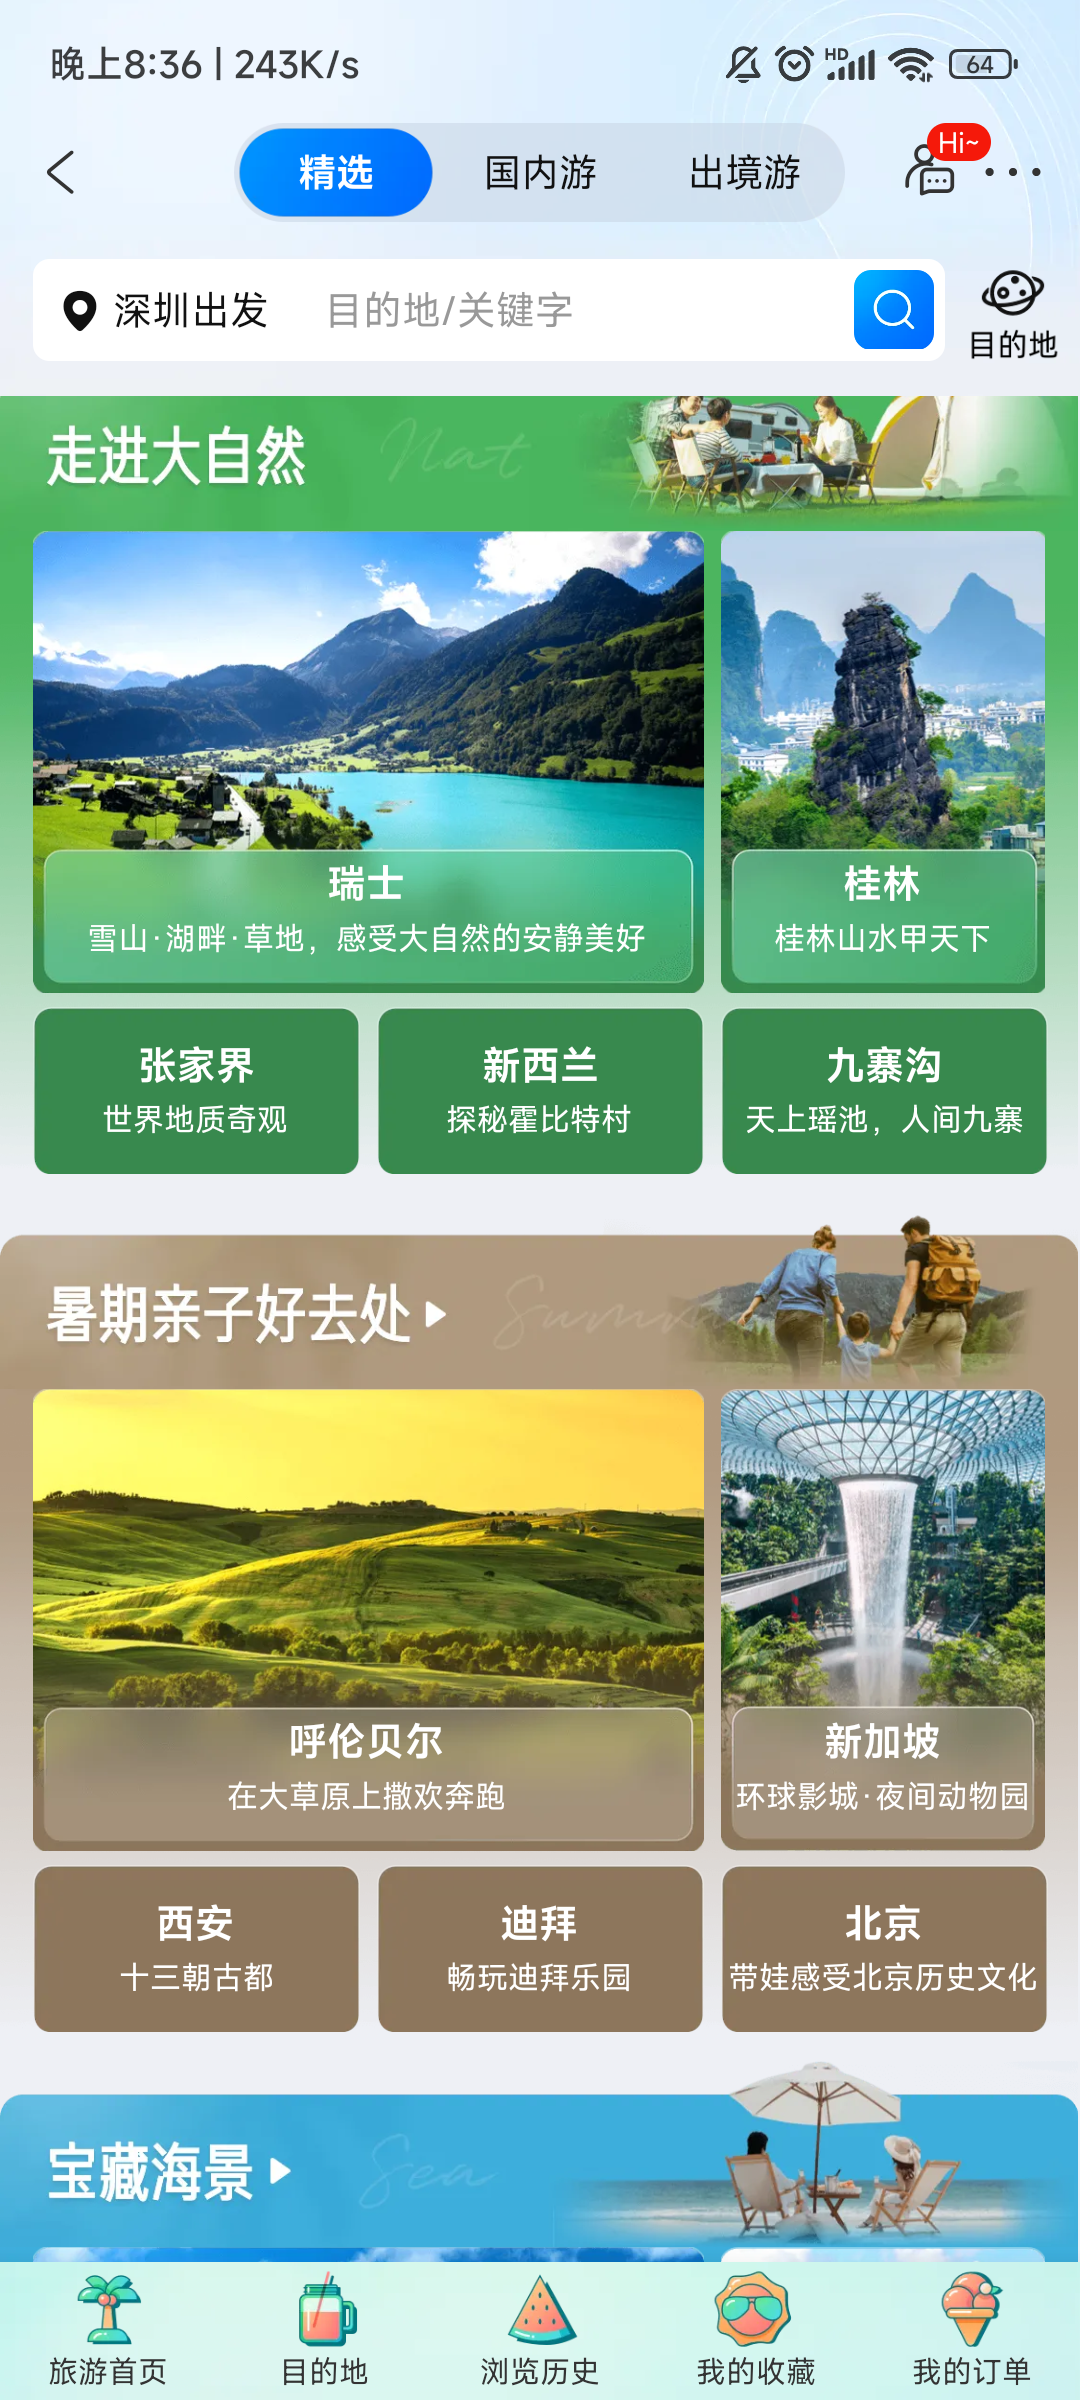 晚上8:36 | 243K/s
HD
64
精选
国内游
出境游
Hi~
深圳出发
目的地/关键字
目的地
走进大自然
Nat
瑞士
雪山·湖畔·草地，感受大自然的安静美好
桂林
桂林山水甲天下
张家界
世界地质奇观
新西兰
探秘霍比特村
九寨沟
天上瑶池，人间九寨
暑期亲子好去处
Summ
呼伦贝尔
在大草原上撒欢奔跑
新加坡
环球影城·夜间动物园
西安
十三朝古都
迪拜
畅玩迪拜乐园
北京
带娃感受北京历史文化
宝藏海景
Sea
旅游首页
目的地
浏览历史
我的收藏
我的订单